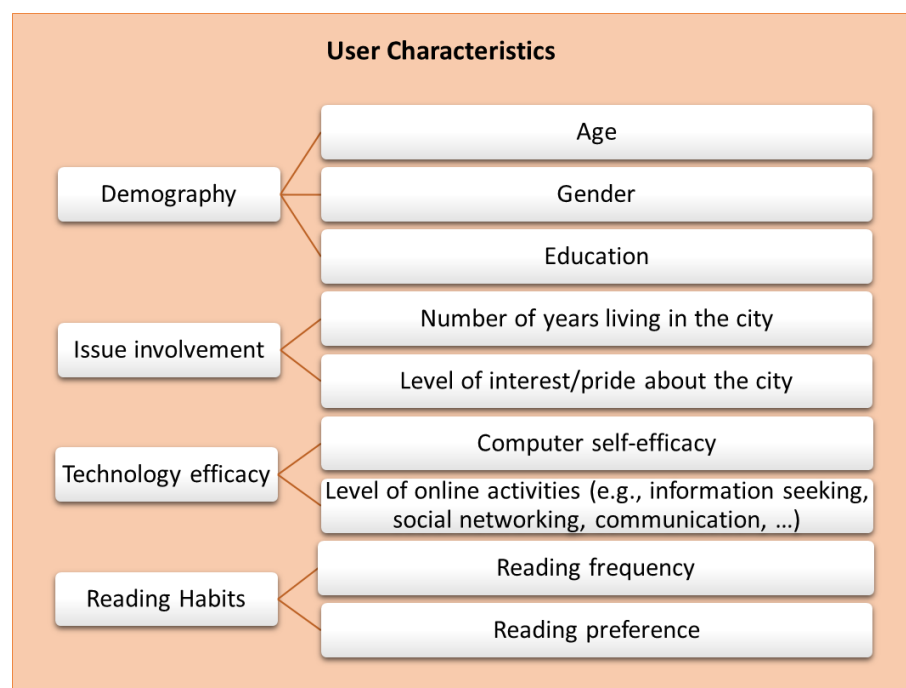 User Characteristics
Demography
Age
Gender
Education
Issue involvement
Number of years living in the city
Level of interest/pride about the city
Technology efficacy
Computer self-efficacy
Level of online activities (e.g., information seeking,
social networking, communication, ...)
Reading Habits
Reading frequency
Reading preference